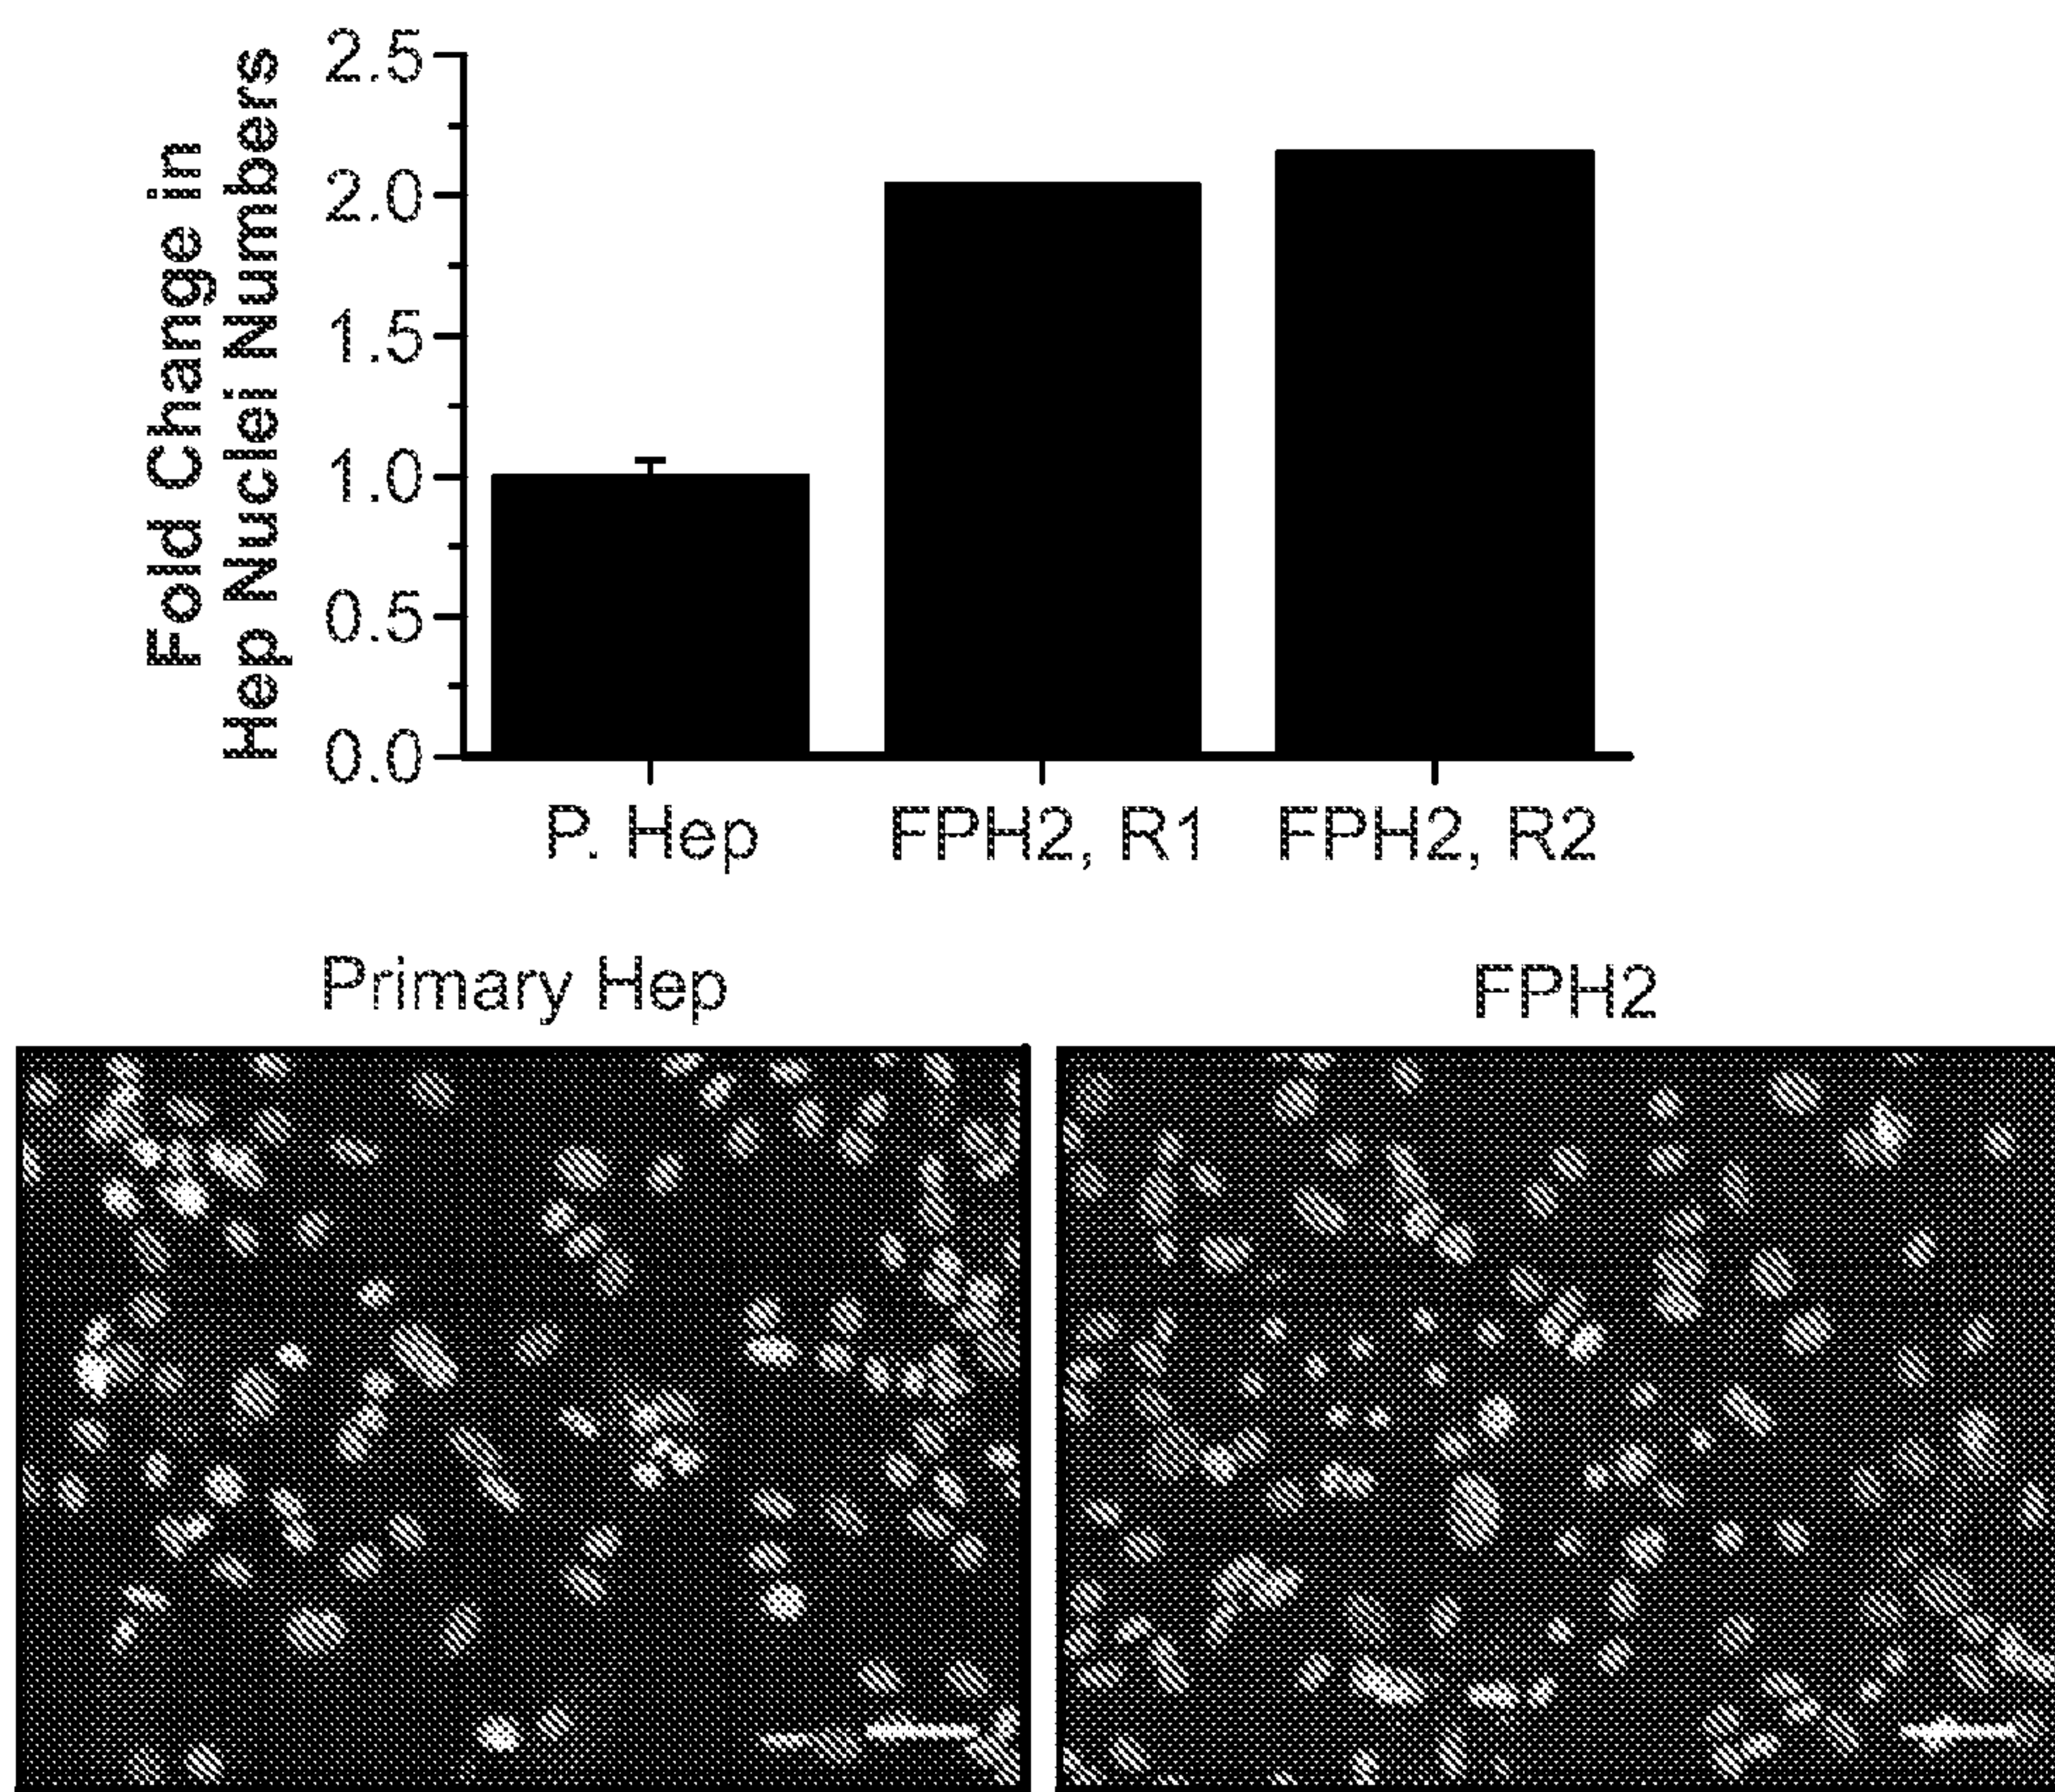 Fold Change in
Hep Nuclei Numbers
2.5
2.0
1.5
1.0
0.5
0.0
P. Hep
FPH2, R1
FPH2, R2
Primary Hep
FPH2